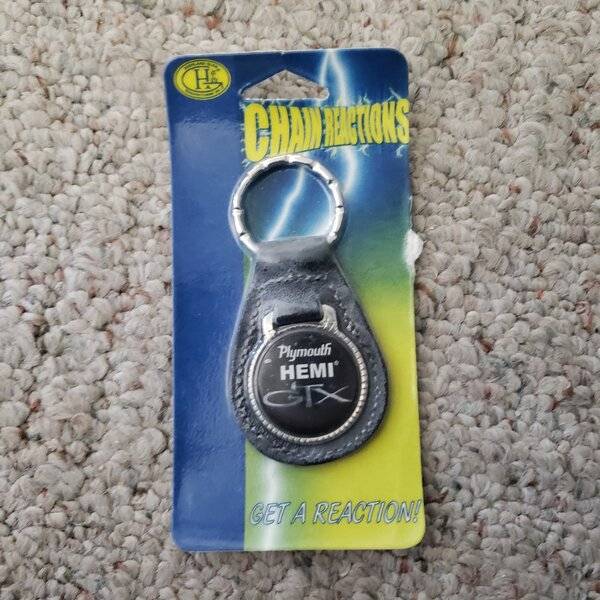 CHAIN REACTIONS
Plymouth
HEMI®
GTX
GET A REACTION!